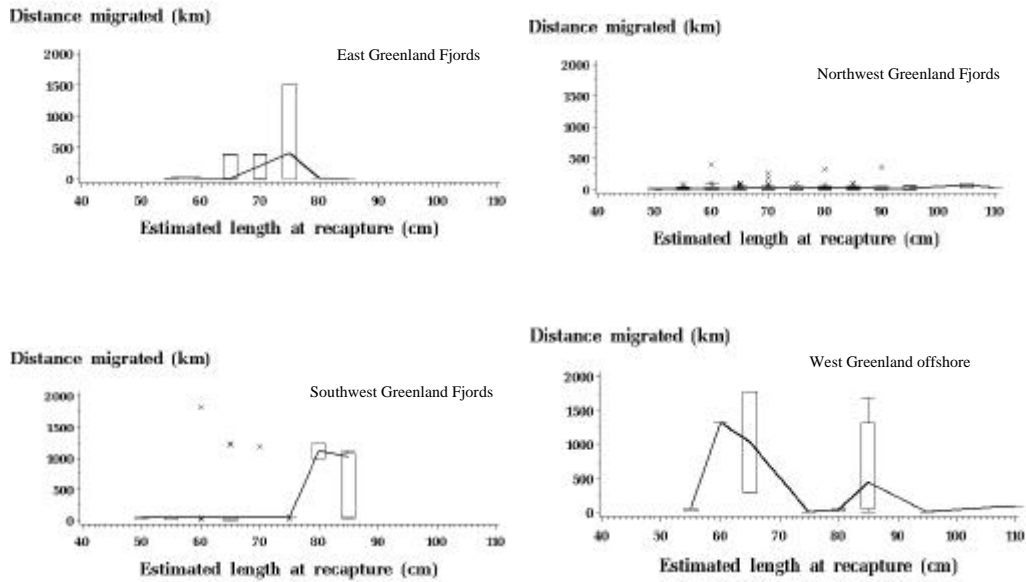 Distance migrated (km)
East Greenland Fjords
2000
1500
1000
500
0
40 50 60 70 80 90 100 110
Estimated length at recapture (cm)
Distance migrated (km)
Northwest Greenland Fjords
2000
1500
1000
500
0
40 50 60 70 80 90 100 110
Estimated length at recapture (cm)
Distance migrated (km)
Southwest Greenland Fjords
2000
1500
1000
500
0
40 50 60 70 80 90 100 110
Estimated length at recapture (cm)
Distance migrated (km)
West Greenland offshore
2000
1500
1000
500
0
40 50 60 70 80 90 100 110
Estimated length at recapture (cm)